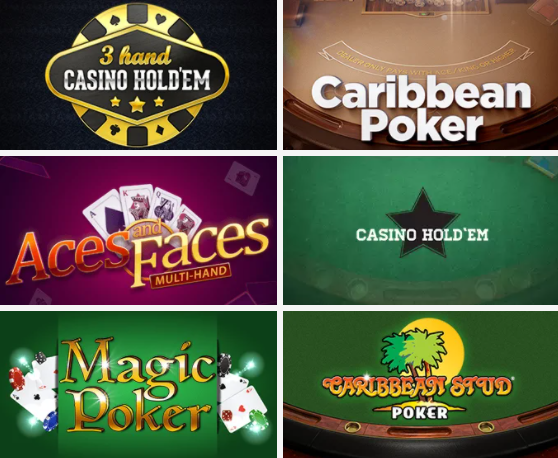 3 hand
CASINO HOLD'EM
Caribbean
Poker
Aces and Faces
MULTI-HAND
CASINO HOLD'EM
Magic
Poker
CARIBBEAN STUD
POKER